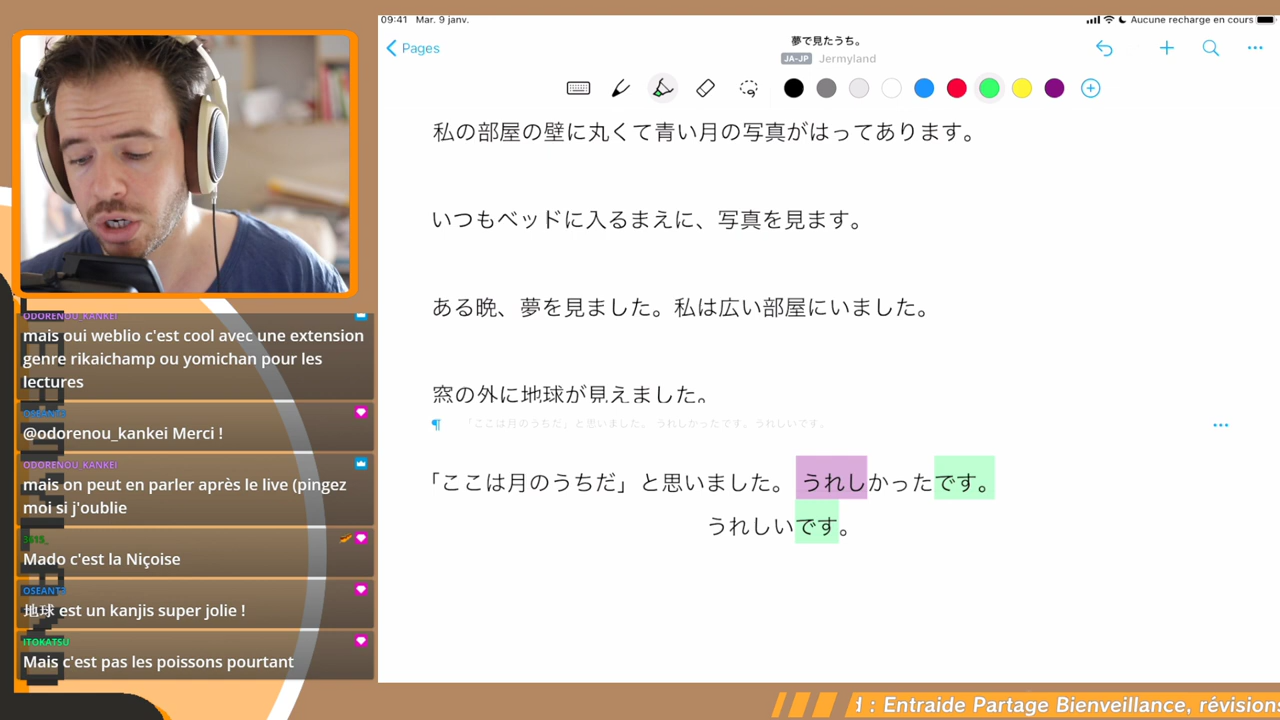 09:41 Mar. 9 janv.
Aucune recharge en cours
Pages
夢で見たうち。
JA-JP Jermyland
私の部屋の壁に丸くて青い月の写真がはってあります。
いつもベッドに入るまえに、写真を見ます。
ある晩、夢を見ました。私は広い部屋にいました。
窓の外に地球が見えました。
「ここは月のうちだ」と思いました。 うれしかったです。うれしいです。
「ここは月のうちだ」と思いました。 うれしかったです。
うれしいです。
ODORENOU_KANKEI
mais oui weblio c'est cool avec une extension
genre rikaichamp ou yomichan pour les
lectures
@odorenou_kankei Merci !
ODORENOU_KANKEI
mais on peut en parler après le live (pingez
moi si j'oublie
Mado c'est la Niçoise
地球 est un kanjis super jolie !
ITOKATSU
Mais c'est pas les poissons pourtant
d : Entraide Partage Bienveillance, révisions